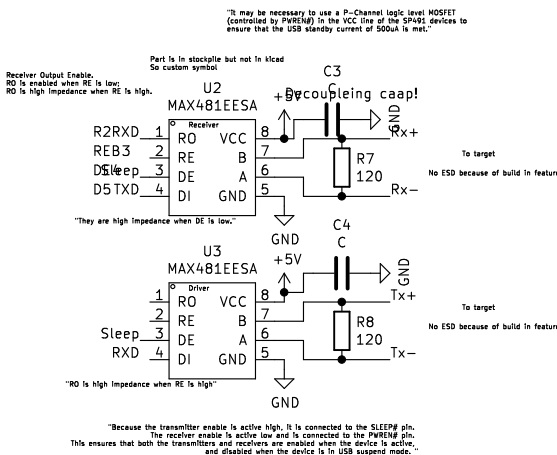 "It may be necessary to use a P-Channel logic level MOSFET
(controlled by PWREN#) in the VCC line of the SP491 devices to
ensure that the USB standby current of 500uA is met."
Part is in stockpile but not in kicad
So custom symbol
Receiver Output Enable.
RO is enabled when RE is low;
RO is high impedance when RE is high.
U2
MAX481EESA
C3
C
Decoupleing caap!
+5V
GND
Receiver
R2RXD 1 RO VCC 8
Rx+
REB3 2 RE B 7
Sleep 3 DE A 6
D5TXD 4 DI GND 5
Rx-
R7
120
To target
No ESD because of build in feature
"They are high impedance when DE is low."
GND
U3
MAX481EESA
C4
C
+5V
GND
Driver
1 RO VCC 8
Tx+
2 RE B 7
Sleep 3 DE A 6
RXD 4 DI GND 5
Tx-
R8
120
To target
No ESD because of build in feature
"RO is high impedance when RE is high"
GND
"Because the transmitter enable is active high, it is connected to the SLEEP# pin.
The receiver enable is active low and is connected to the PWREN# pin.
This ensures that both the transmitters and receivers are enabled when the device is active,
and disabled when the device is in USB suspend mode. "